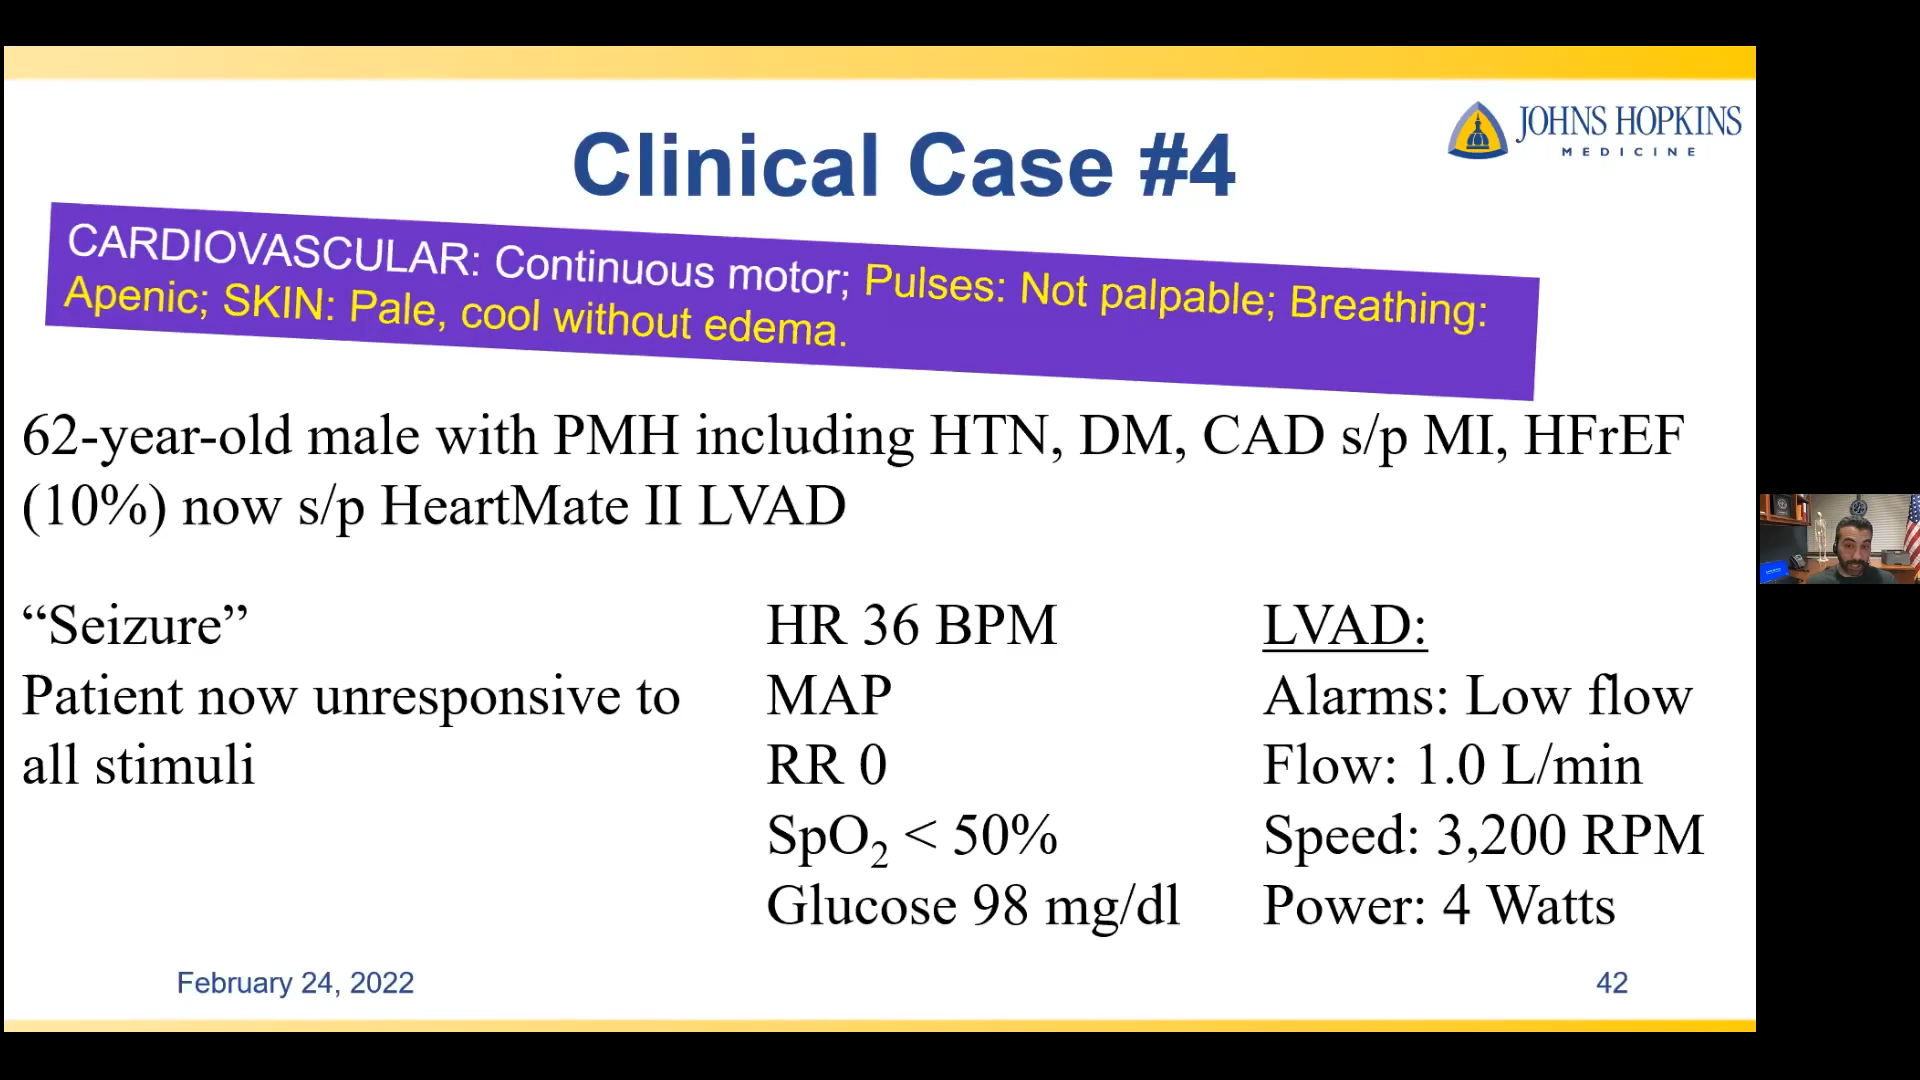 JOHNS HOPKINS
MEDICINE
Clinical Case #4
CARDIOVASCULAR: Continuous motor; Pulses: Not palpable; Breathing:
Apenic; SKIN: Pale, cool without edema.
62-year-old male with PMH including HTN, DM, CAD s/p MI, HFrEF
(10%) now s/p HeartMate II LVAD
“Seizure”
Patient now unresponsive to
all stimuli
HR 36 BPM
MAP
RR 0
SpO₂ < 50%
Glucose 98 mg/dl
LVAD:
Alarms: Low flow
Flow: 1.0 L/min
Speed: 3,200 RPM
Power: 4 Watts
February 24, 2022
42